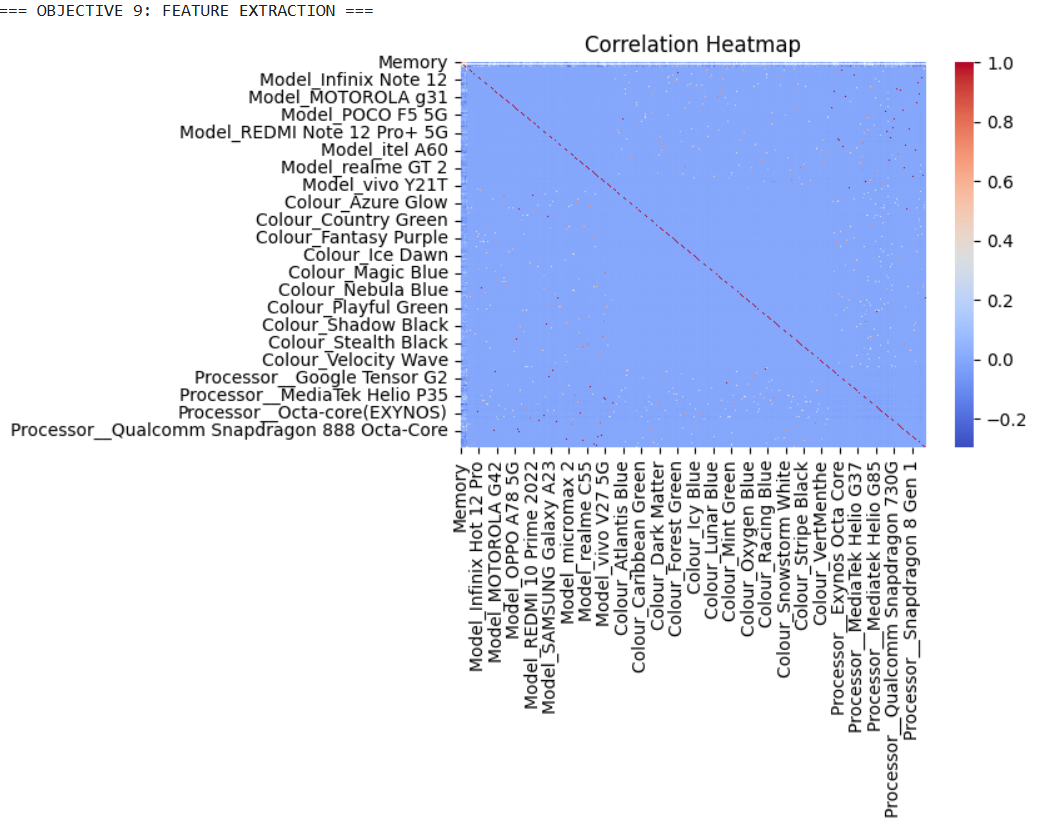 === OBJECTIVE 9: FEATURE EXTRACTION ===
Correlation Heatmap
Memory
Model_Infinix Note 12
Model_MOTOROLA g31
Model_POCO F5 5G
Model_REDMI Note 12 Pro+ 5G
Model_itel A60
Model_realme GT 2
Model_vivo Y21T
Colour_Azure Glow
Colour_Country Green
Colour_Fantasy Purple
Colour_Ice Dawn
Colour_Magic Blue
Colour_Nebula Blue
Colour_Playful Green
Colour_Shadow Black
Colour_Stealth Black
Colour_Velocity Wave
Processor__Google Tensor G2
Processor__MediaTek Helio P35
Processor__Octa-core(EXYNOS)
Processor__Qualcomm Snapdragon 888 Octa-Core
1.0
0.8
0.6
0.4
0.2
0.0
−0.2
Memory
Model_Infinix Hot 12 Pro
Model_MOTOROLA G42
Model_OPPO A78 5G
Model_REDMI 10 Prime 2022
Model_SAMSUNG Galaxy A23
Model_micromax 2
Model_realme C55
Model_vivo V27 5G
Colour_Atlantis Blue
Colour_Caribbean Green
Colour_Dark Matter
Colour_Forest Green
Colour_Icy Blue
Colour_Lunar Blue
Colour_Mint Green
Colour_Oxygen Blue
Colour_Racing Blue
Colour_Snowstorm White
Colour_Stripe Black
Colour_VertMenthe
Processor__Exynos Octa Core
Processor__MediaTek Helio G37
Processor__Mediatek Helio G85
Processor__Qualcomm Snapdragon 730G
Processor__Snapdragon 8 Gen 1